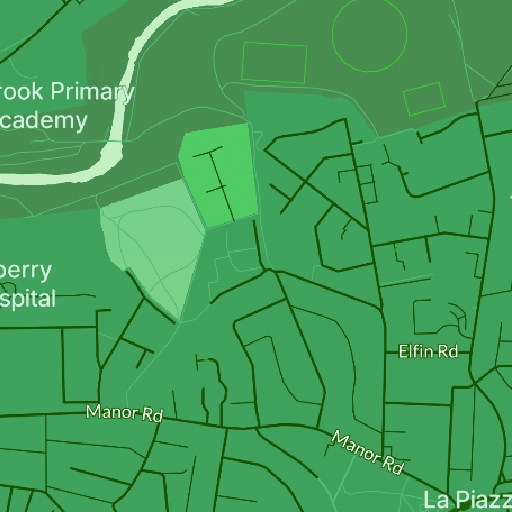 rook Primary
cademy
berry
spital
Elfin Rd
Manor Rd
Manor Rd
La Piazz